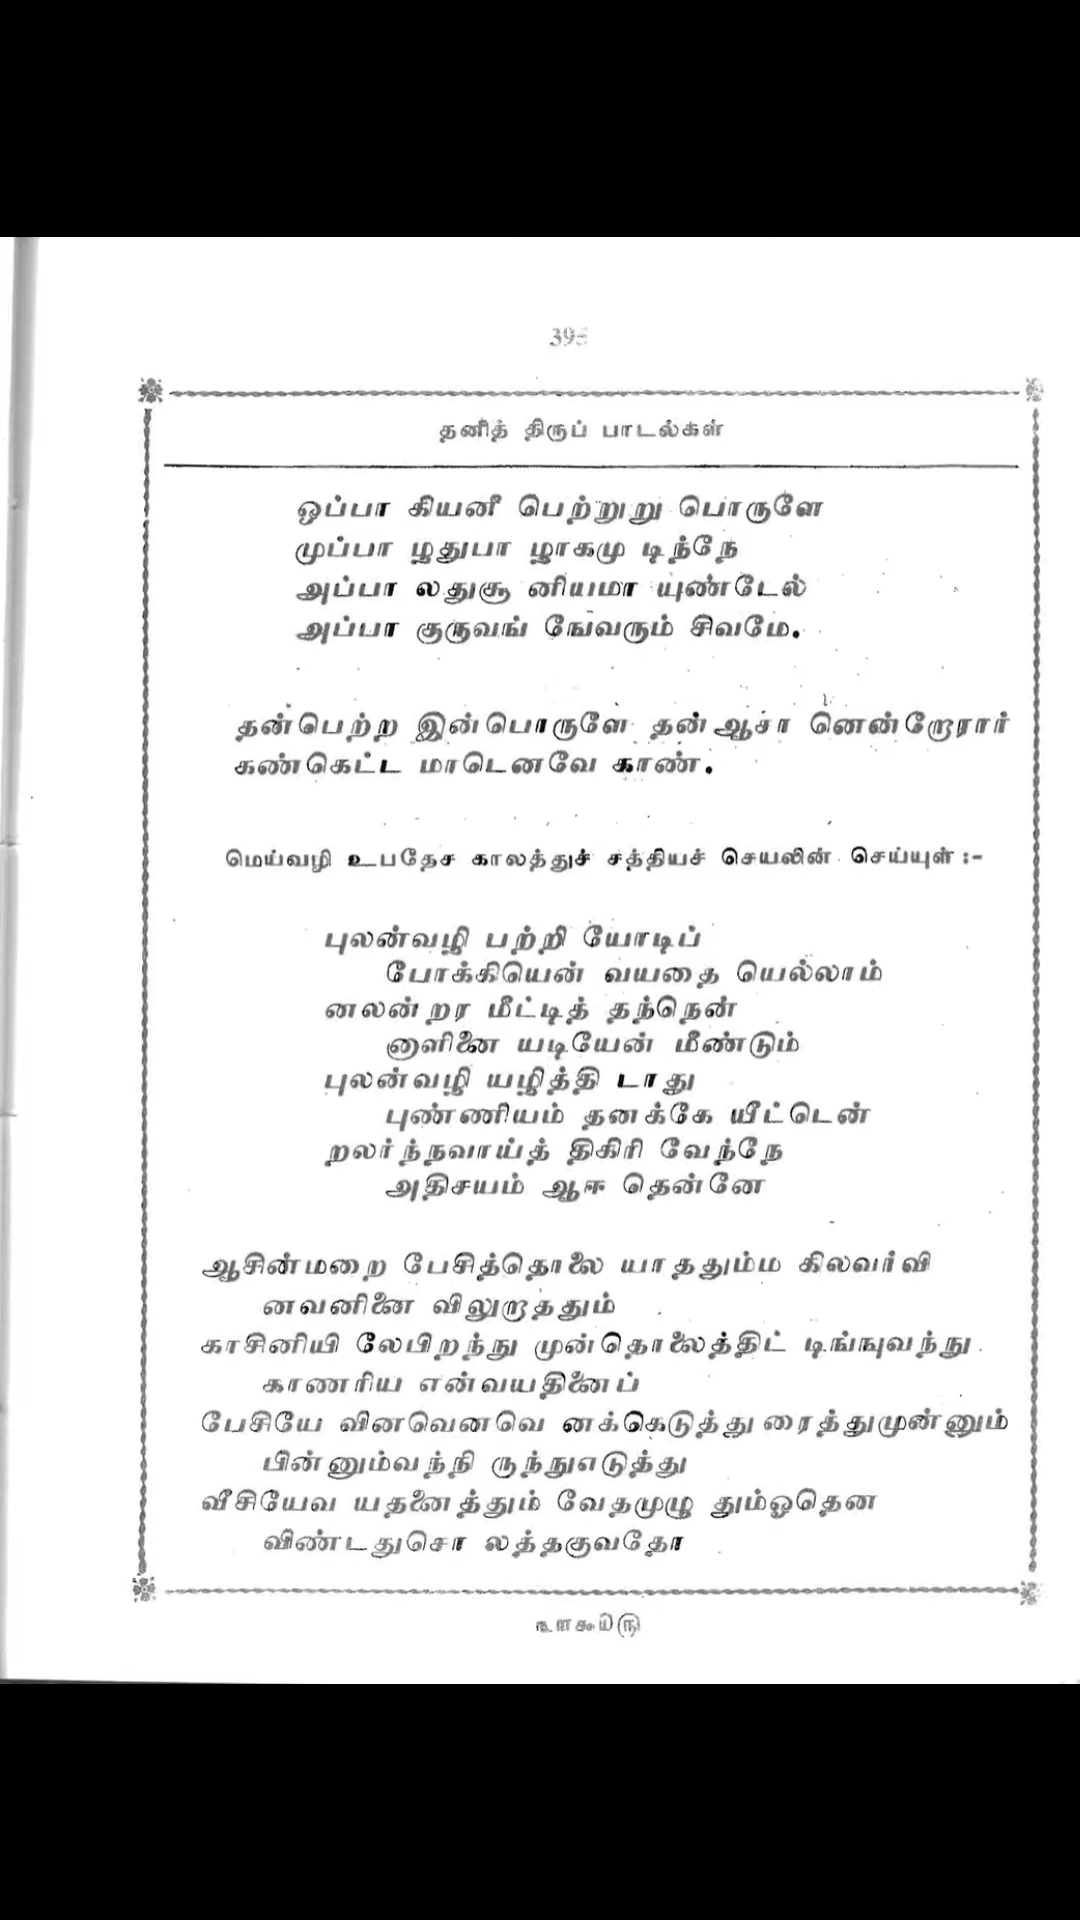 395
தனித் திருப் பாடல்கள்
ஒப்பா கியனீ பெற்றுறு பொருளே
முப்பா ழதுபா ழாகமு டிந்தே
அப்பா லதுசூ னியமா யுண்டேல்
அப்பா குருவங் ஙேவரும் சிவமே.
தன்பெற்ற இன்பொருளே தன்ஆசா னென்றோரார்
கண்கெட்ட மாடெனவே காண்.
மெய்வழி உபதேச காலத்துச் சத்தியச் செயலின் செய்யுள் :-
புலன்வழி பற்றி யோடிப்
போக்கியென் வயதை யெல்லாம்
னலன்றர மீட்டித் தந்தென்
னுளினை யடியேன் மீண்டும்
புலன்வழி யழித்தி டாது
புண்ணியம் தனக்கே யீட்டென்
றலர்ந்தவாய்த் திகிரி வேந்தே
அதிசயம் ஆஈ தென்னே
ஆசின்மறை பேசித்தொலை யாததும்ம கிலவர்வி
னவனினை விலுறாததும்
காசினியி லேபிறந்து முன்தொலைத்திட் டிங்ஙுவந்து
காணரிய என்வயதினைப்
பேசியே வினவெனவெ னக்கெடுத்து ரைத்துமுன்னும்
பின்னும்வந்தி ருந்துஎடுத்து
வீசியேவ யதனைத்தும் வேதமுழு தும்ஓதென
விண்டதுசொ லத்தகுவதோ